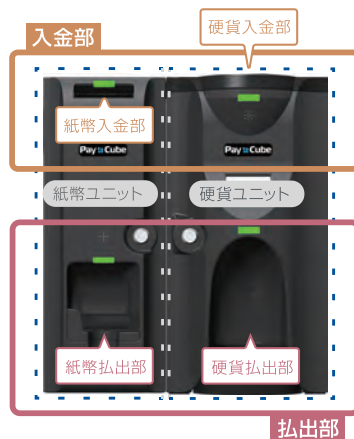 入金部
硬貨入金部
紙幣入金部
Pay Cube
Pay Cube
紙幣ユニット
硬貨ユニット
紙幣払出部
硬貨払出部
払出部